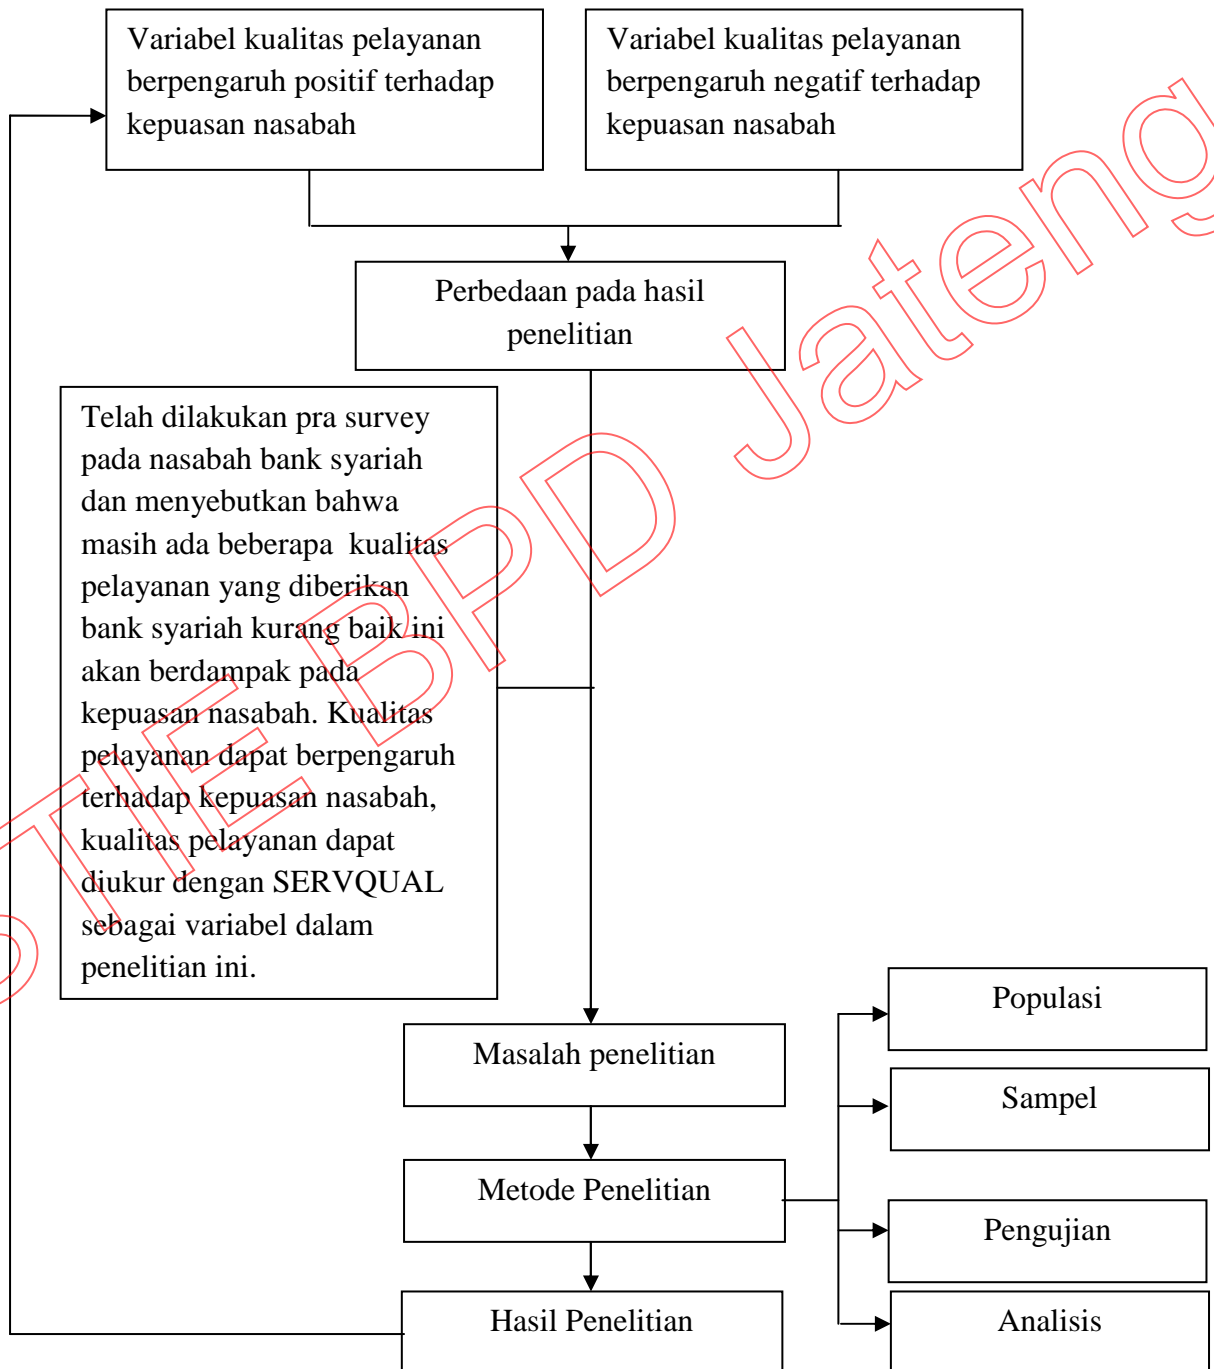 Variabel kualitas pelayanan
berpengaruh positif terhadap
kepuasan nasabah
Variabel kualitas pelayanan
berpengaruh negatif terhadap
kepuasan nasabah
Perbedaan pada hasil
penelitian
Telah dilakukan pra survey
pada nasabah bank syariah
dan menyebutkan bahwa
masih ada beberapa  kualitas
pelayanan yang diberikan
bank syariah kurang baik ini
akan berdampak pada
kepuasan nasabah. Kualitas
pelayanan dapat berpengaruh
terhadap kepuasan nasabah,
kualitas pelayanan dapat
diukur dengan SERVQUAL
sebagai variabel dalam
penelitian ini.
Masalah penelitian
Metode Penelitian
Hasil Penelitian
Populasi
Sampel
Pengujian
Analisis
STIE BPD Jateng